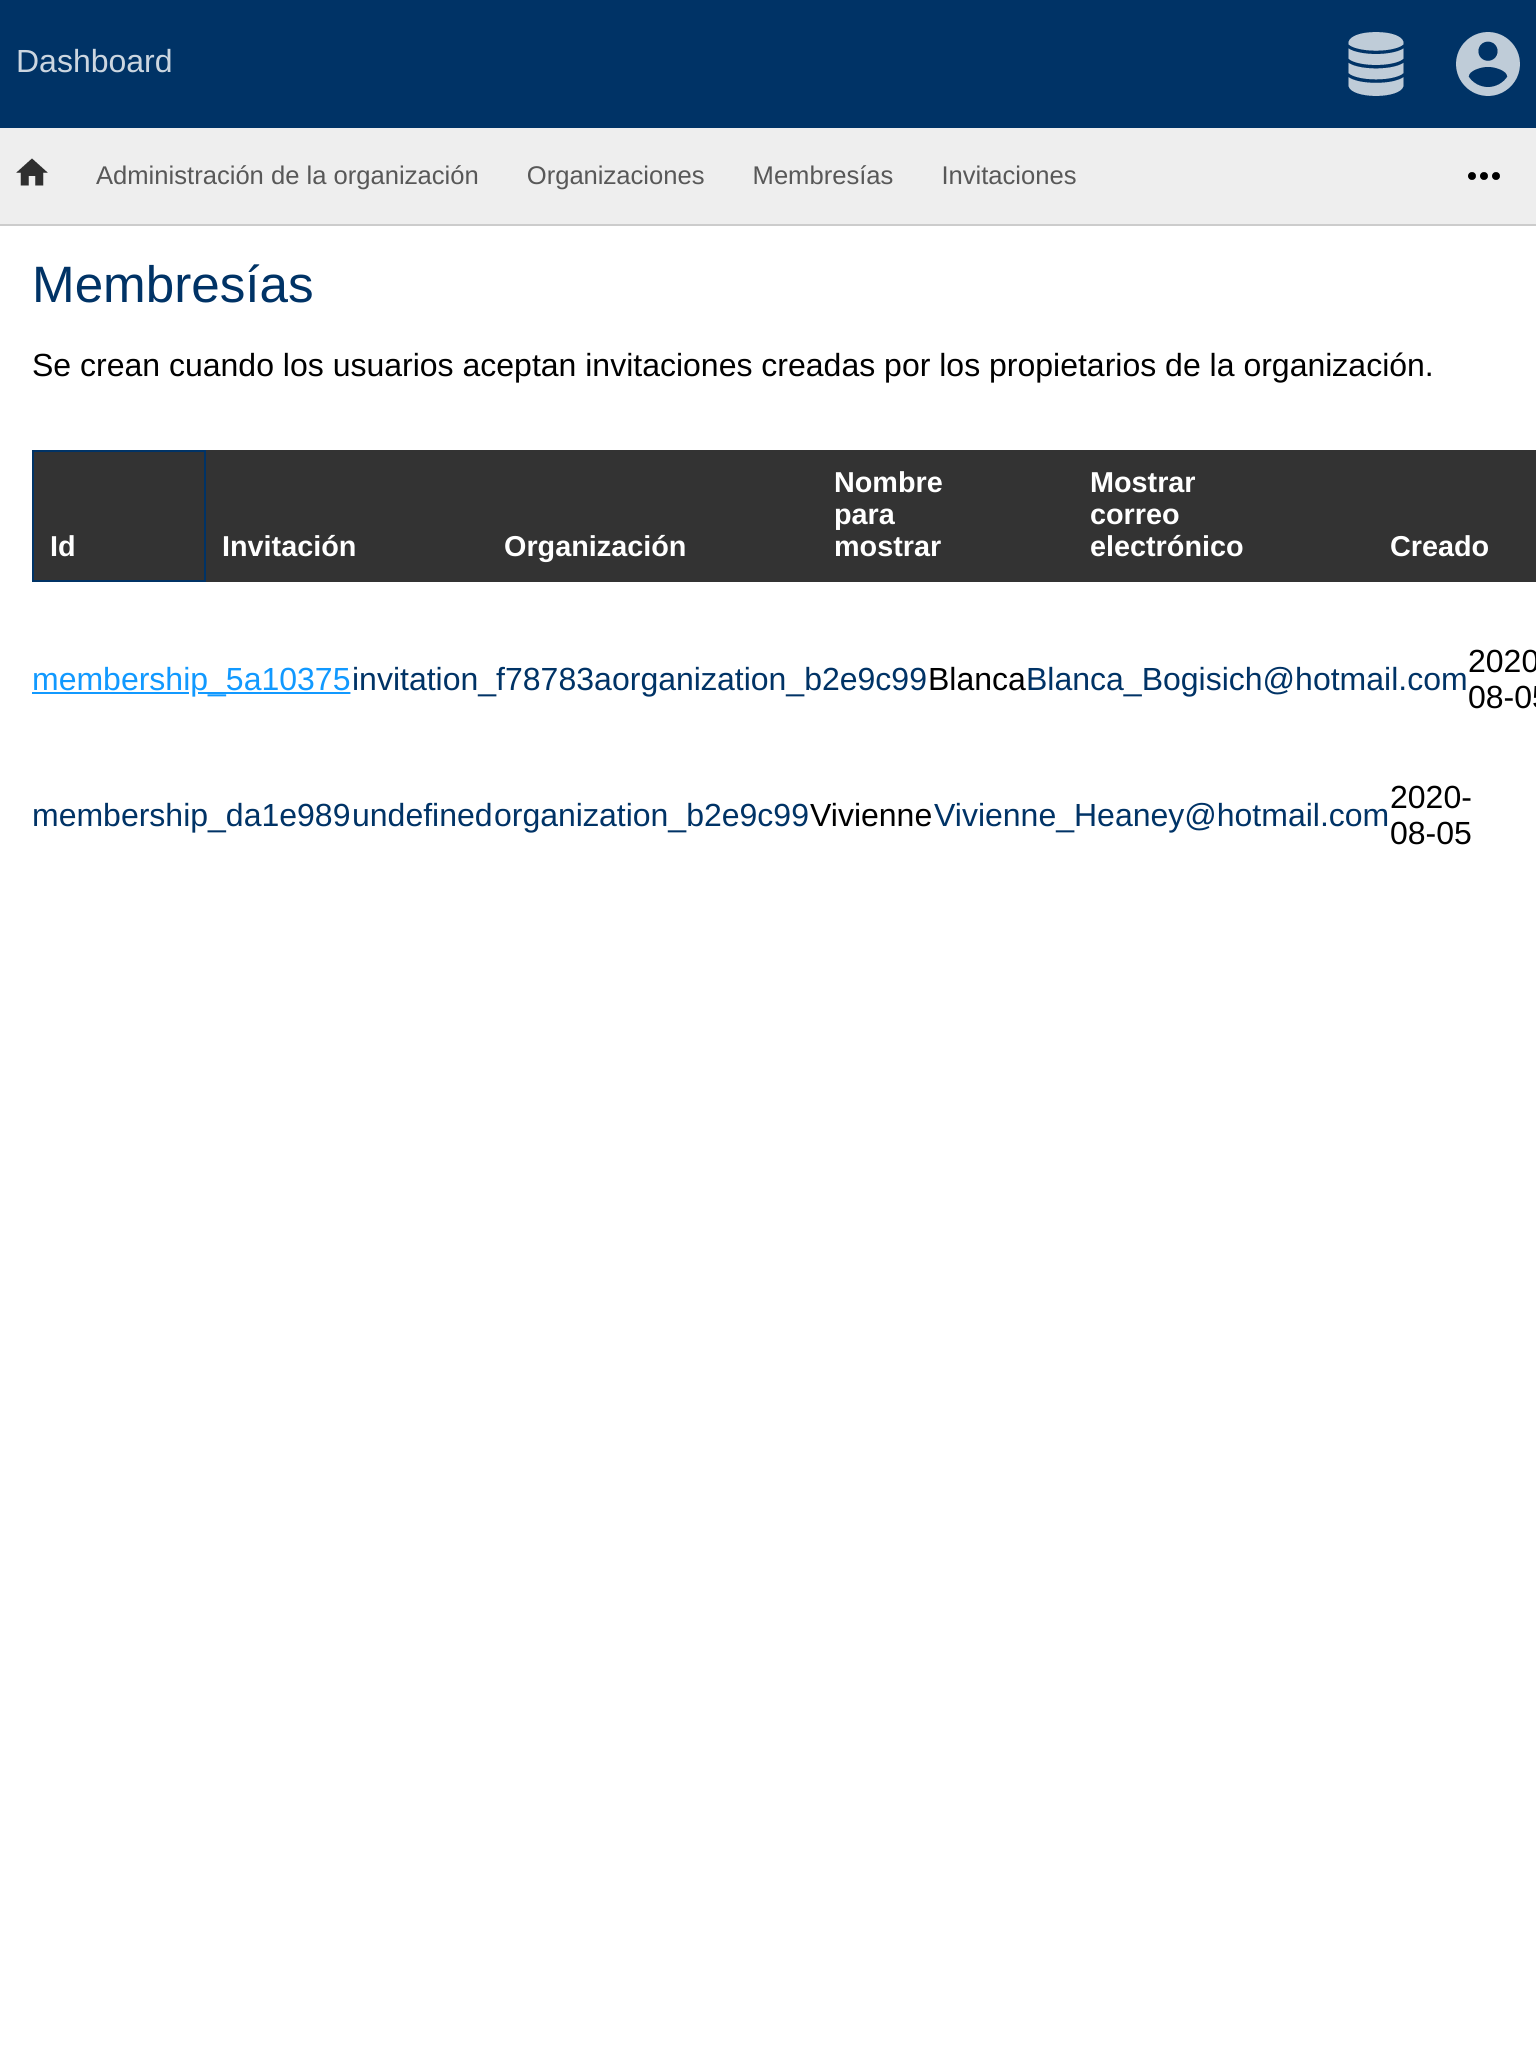 Dashboard
Administración de la organización Organizaciones Membresías Invitaciones
Membresías
Se crean cuando los usuarios aceptan invitaciones creadas por los propietarios de la organización.
Id Invitación Organización Nombre para mostrar Mostrar correo electrónico Creado
membership_5a10375 invitation_f78783a organization_b2e9c99 Blanca Blanca_Bogisich@hotmail.com 2020
08-05
membership_da1e989 undefined organization_b2e9c99 Vivienne Vivienne_Heaney@hotmail.com 2020-
08-05